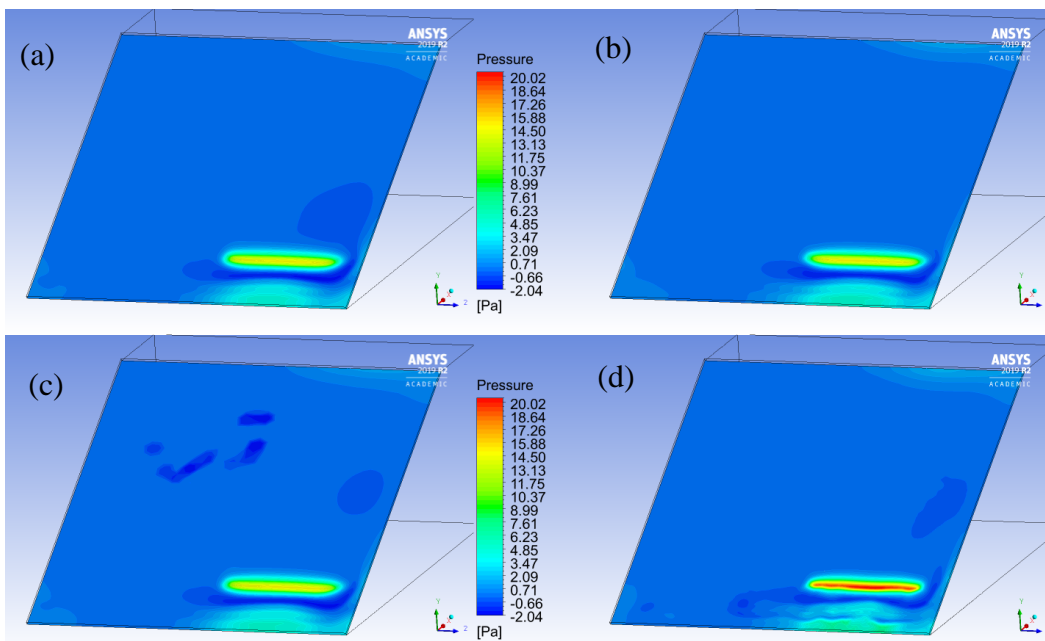 (a)
ANSYS
2019 R2
ACADEMIC
Pressure
20.02
18.64
17.26
15.88
14.50
13.13
11.75
10.37
8.99
7.61
6.23
4.85
3.47
2.09
0.71
-0.66
-2.04
[Pa]
Y
X
Z
(b)
ANSYS
2019 R2
ACADEMIC
Y
X
(c)
ANSYS
2019 R2
ACADEMIC
Pressure
20.02
18.64
17.26
15.88
14.50
13.13
11.75
10.37
8.99
7.61
6.23
4.85
3.47
2.09
0.71
-0.66
-2.04
[Pa]
Y
X
Z
(d)
ANSYS
2019 R2
ACADEMIC
Y
X